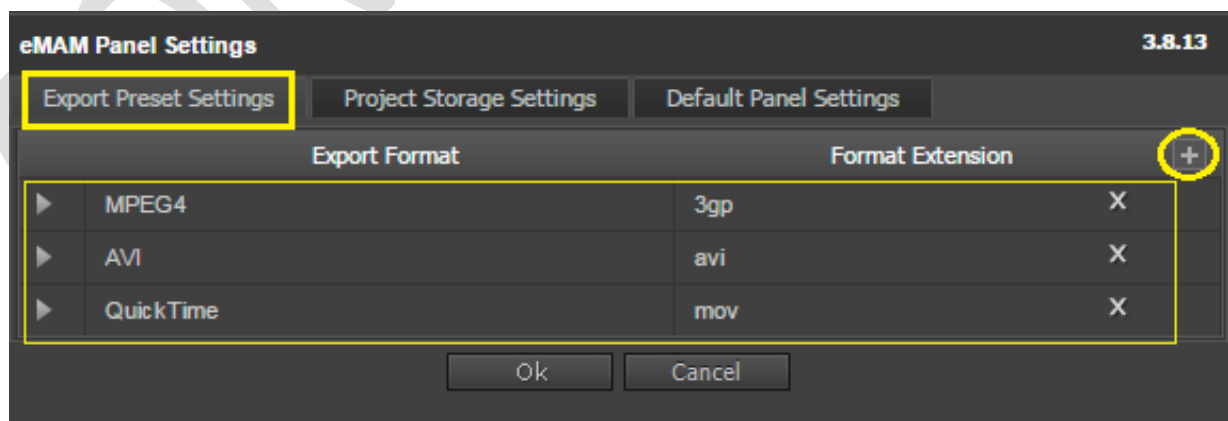 eMAM Panel Settings 3.8.13
Export Preset Settings Project Storage Settings Default Panel Settings
Export Format Format Extension +
MPEG4 3gp X
AVI avi X
QuickTime mov X
Ok Cancel